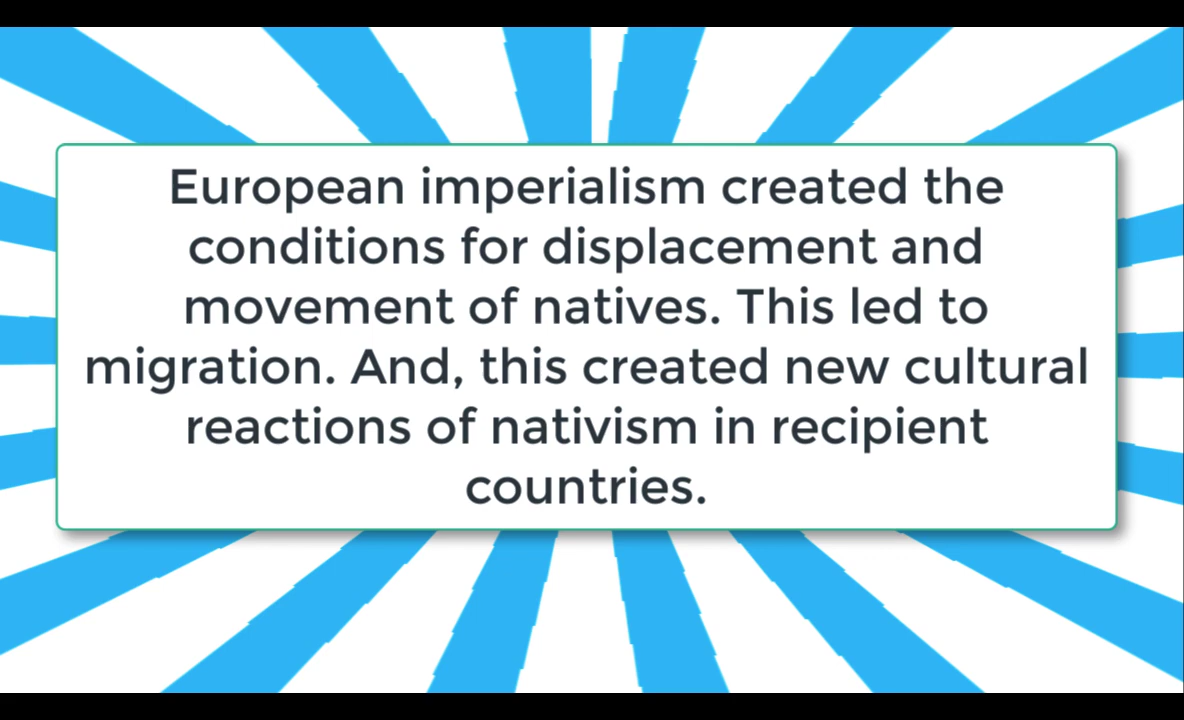 European imperialism created the
conditions for displacement and
movement of natives. This led to
migration. And, this created new cultural
reactions of nativism in recipient
countries.